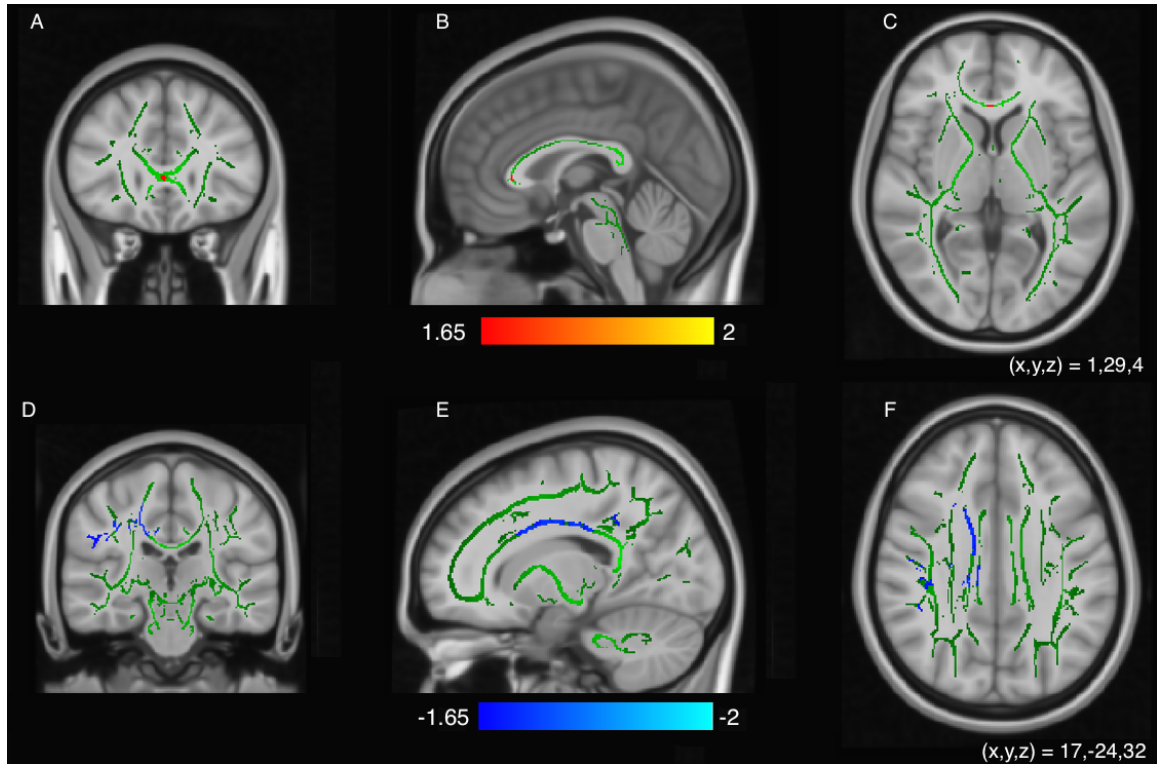 A B C
1.65 2
(x,y,z) = 1,29,4
D E F
-1.65 -2
(x,y,z) = 17,-24,32